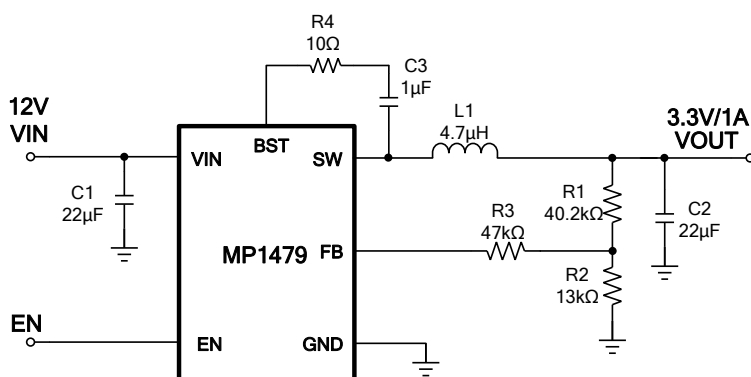 R4
10Ω
C3
1μF
12V
VIN
BST
L1
4.7μH
3.3V/1A
VOUT
VIN
SW
C1
22μF
R1
40.2kΩ
C2
22μF
R3
47kΩ
MP1479
FB
R2
13kΩ
EN
EN
GND